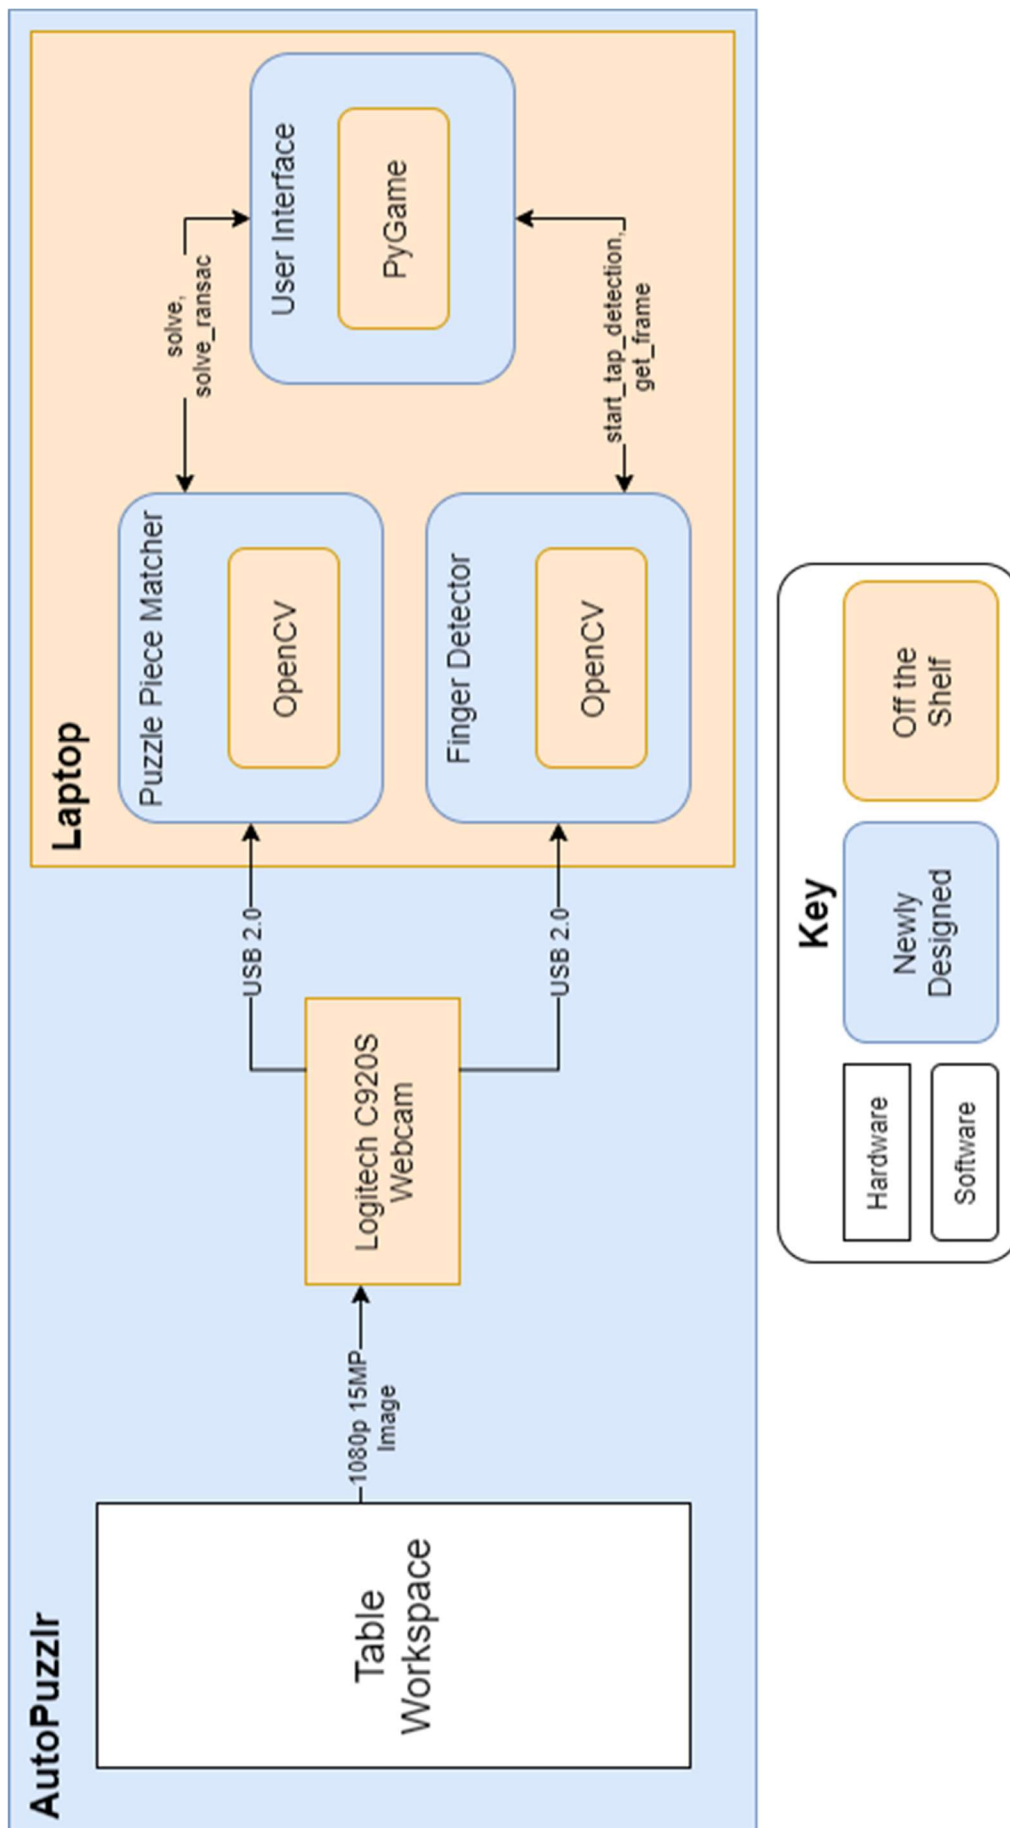 AutoPuzzlr
Table
Workspace
1080p 15MP
Image
Logitech C920S
Webcam
USB 2.0
USB 2.0
Laptop
Puzzle Piece Matcher
OpenCV
Finger Detector
OpenCV
solve,
solve_ransac
start_tap_detection,
get_frame
User Interface
PyGame
Key
Hardware
Software
Newly
Designed
Off the
Shelf